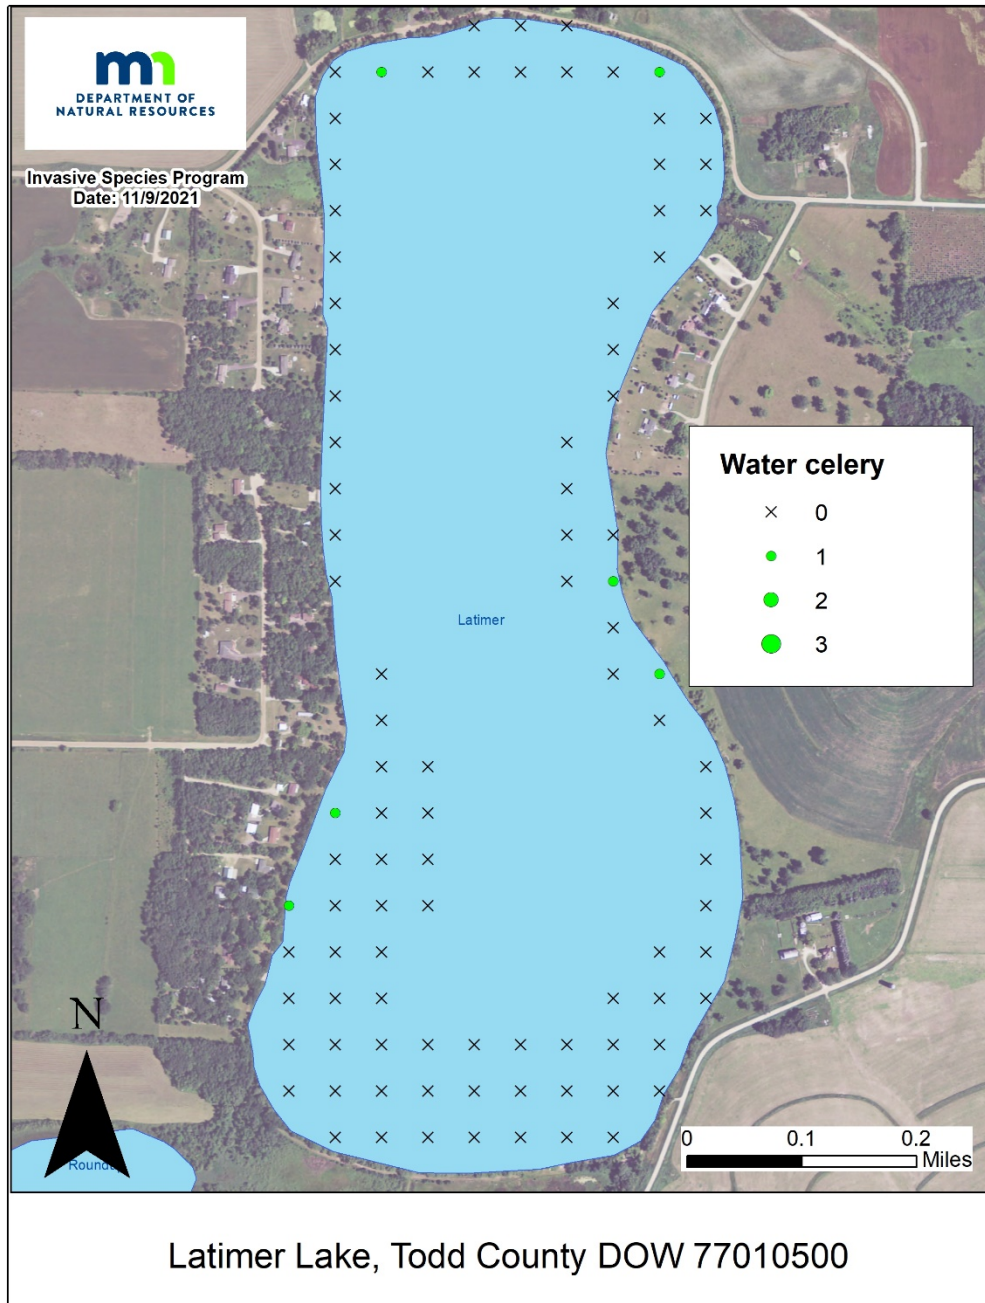 mn
DEPARTMENT OF
NATURAL RESOURCES
Invasive Species Program
Date: 11/9/2021
Water celery
0
1
2
3
Latimer
N
0 0.1 0.2
Miles
Latimer Lake, Todd County DOW 77010500